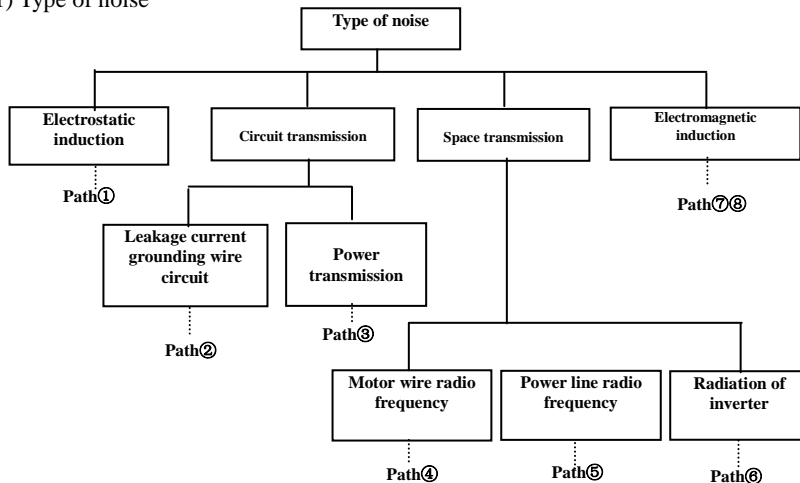 ) Type of noise
Type of noise
Electrostatic
induction
Circuit transmission
Space transmission
Electromagnetic
induction
Path①
Path⑦⑧
Leakage current
grounding wire
circuit
Power
transmission
Path②
Path③
Motor wire radio
frequency
Power line radio
frequency
Radiation of
inverter
Path④
Path⑤
Path⑥